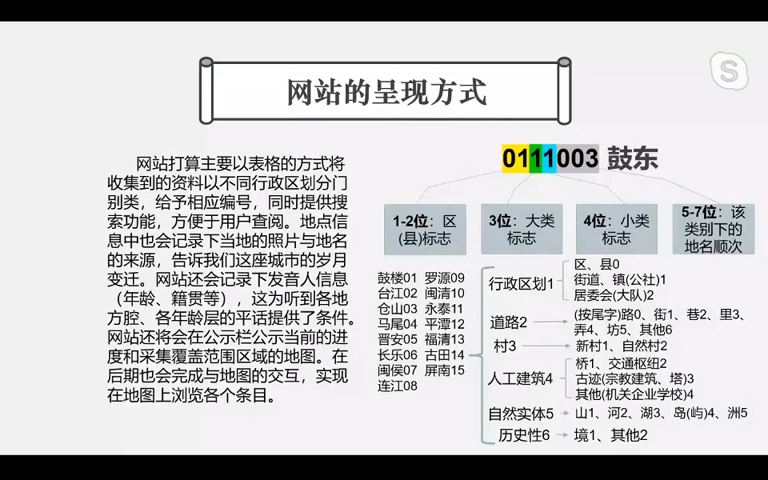 网站的呈现方式
网站打算主要以表格的方式将
收集到的资料以不同行政区划分门
别类，给予相应编号，同时提供搜
索功能，方便于用户查阅。地点信
息中也会记录下当地的照片与地名
的来源，告诉我们这座城市的岁月
变迁。网站还会记录下发音人信息
（年龄、籍贯等），这为听到各地
方腔、各年龄层的平话提供了条件。
网站还将会在公示栏公示当前的进
度和采集覆盖范围区域的地图。在
后期也会完成与地图的交互，实现
在地图上浏览各个条目。
0111003 鼓东
1-2位：区
(县)标志
3位：大类
标志
4位：小类
标志
5-7位：该
类别下的
地名顺次
鼓楼01 罗源09
台江02 闽清10
仓山03 永泰11
马尾04 平潭12
晋安05 福清13
长乐06 古田14
闽侯07 屏南15
连江08
行政区划1
区、县0
街道、镇(公社)1
居委会(大队)2
道路2
(按尾字)路0、街1、巷2、里3、
弄4、坊5、其他6
村3
新村1、自然村2
人工建筑4
桥1、交通枢纽2
古迹(宗教建筑、塔)3
其他(机关企业学校)4
自然实体5
山1、河2、湖3、岛(屿)4、洲5
历史性6
境1、其他2